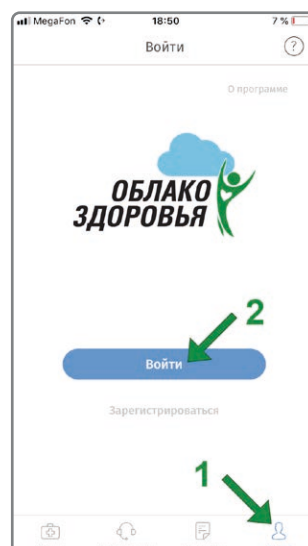 MegaFon 18:50 7 %
Войти ?
О программе
ОБЛАКО
ЗДОРОВЬЯ
2
Войти
Зарегистрироваться
1